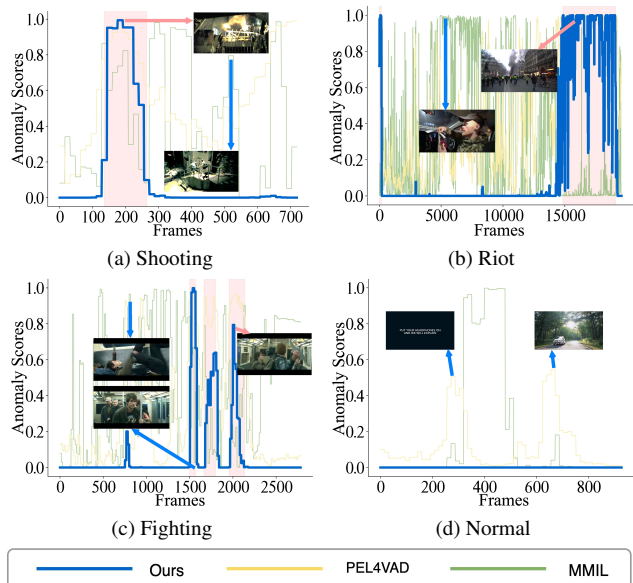 Anomaly Scores
1.0
0.8
0.6
0.4
0.2
0.0
0 100 200 300 400 500 600 700
Frames
(a) Shooting
Anomaly Scores
1.0
0.8
0.6
0.4
0.2
0.0
0 5000 10000 15000
Frames
(b) Riot
Anomaly Scores
1.0
0.8
0.6
0.4
0.2
0.0
0 500 1000 1500 2000 2500
Frames
(c) Fighting
Anomaly Scores
1.0
0.8
0.6
0.4
0.2
0.0
PUT YOUR HEADPHONES ON
0 200 400 600 800
Frames
(d) Normal
Ours PEL4VAD MMIL